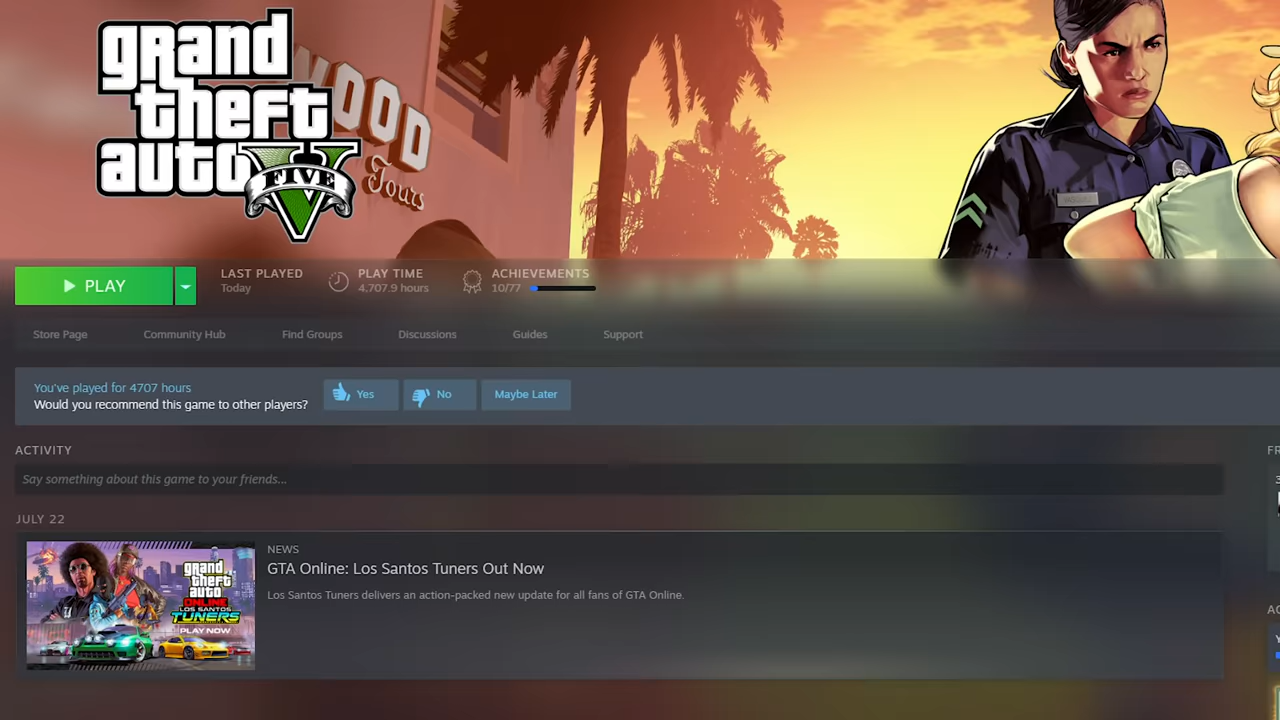 grand
theft
auto
FIVE
V
WOOD
Tours
PLAY
LAST PLAYED
Today
PLAY TIME
4,707.9 hours
ACHIEVEMENTS
10/77
Store Page
Community Hub
Find Groups
Discussions
Guides
Support
You've played for 4707 hours
Would you recommend this game to other players?
Yes
No
Maybe Later
ACTIVITY
Say something about this game to your friends...
JULY 22
grand
theft
auto
ONLINE
LOS SANTOS
TUNERS
PLAY NOW
NEWS
GTA Online: Los Santos Tuners Out Now
Los Santos Tuners delivers an action-packed new update for all fans of GTA Online.
FR
AC